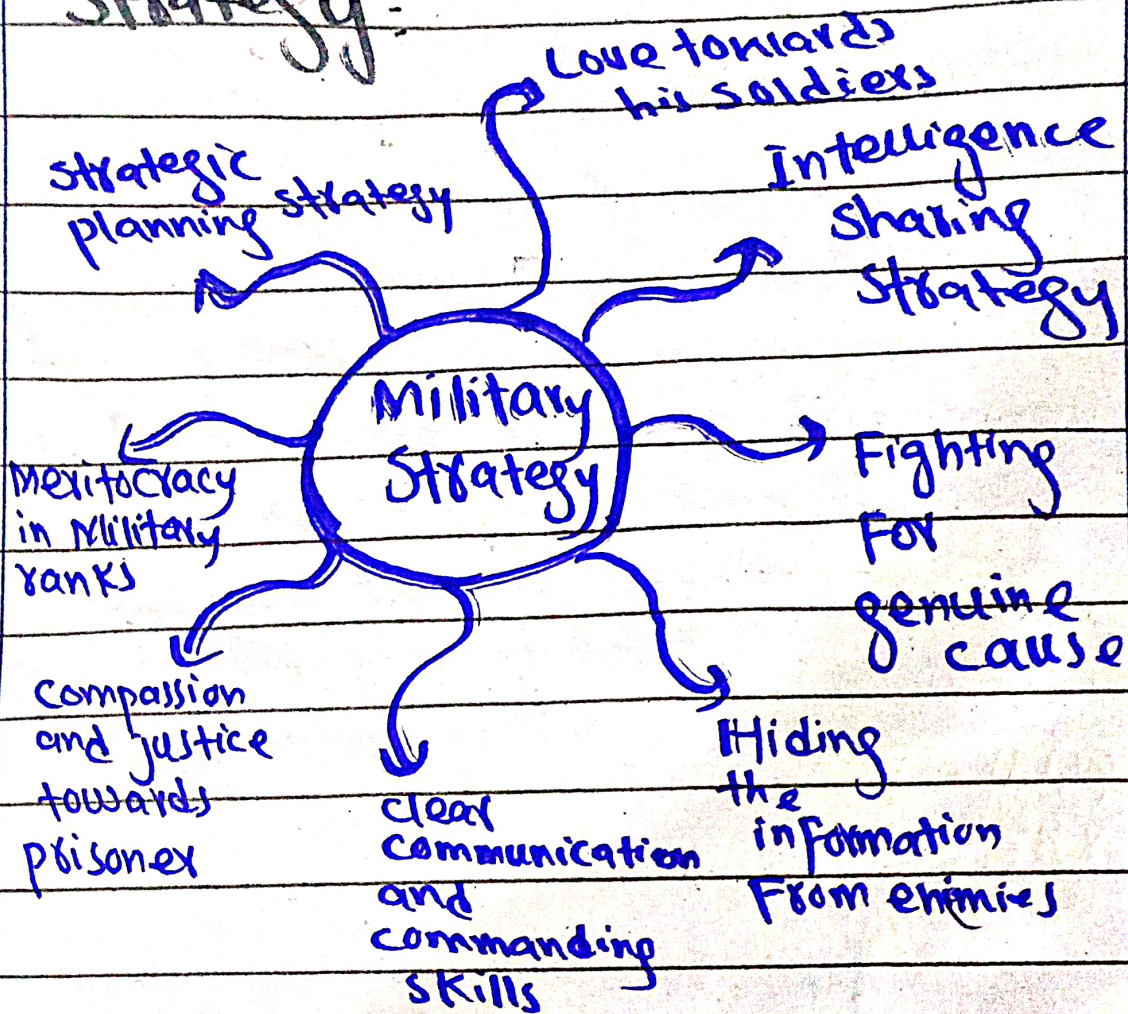 Strategy:
Love towards
his soldiers
Intelligence
sharing
strategy
strategic
planning strategy
Military
Strategy
Fighting
For
genuine
cause
Meritocracy
in Military
ranks
Hiding
the
information
From enimies
compassion
and justice
towards
prisoner
clear
communication
and
commanding
skills